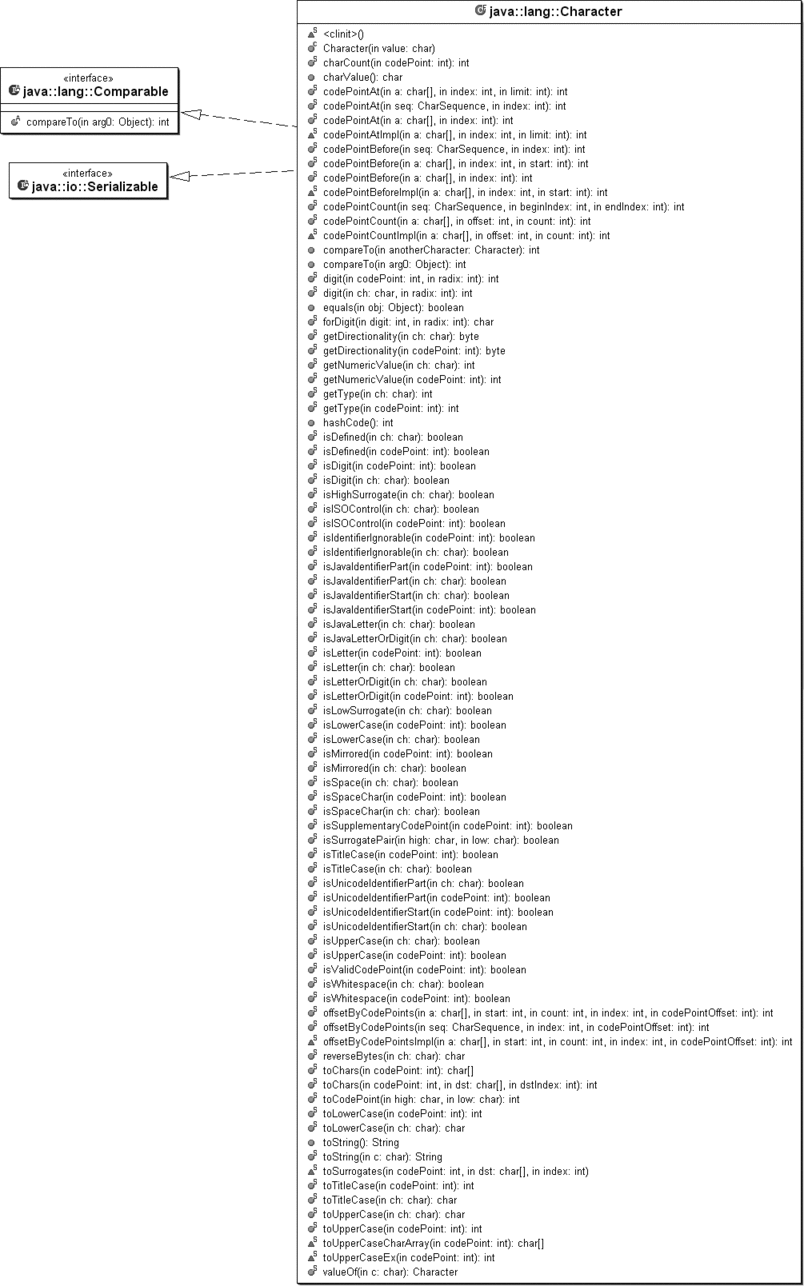 «interface»
java::lang::Comparable
compareTo(in arg0: Object): int
«interface»
java::io::Serializable
java::lang::Character
<clinit>()
Character(in value: char)
charCount(in codePoint: int): int
charValue(): char
codePointAt(in a: char[], in index: int, in limit: int): int
codePointAt(in seq: CharSequence, in index: int): int
codePointAt(in a: char[], in index: int): int
codePointAtImpl(in a: char[], in index: int, in limit: int): int
codePointBefore(in seq: CharSequence, in index: int): int
codePointBefore(in a: char[], in index: int, in start: int): int
codePointBefore(in a: char[], in index: int): int
codePointBeforeImpl(in a: char[], in index: int, in start: int): int
codePointCount(in seq: CharSequence, in beginIndex: int, in endIndex: int): int
codePointCount(in a: char[], in offset: int, in count: int): int
codePointCountImpl(in a: char[], in offset: int, in count: int): int
compareTo(in anotherCharacter: Character): int
compareTo(in arg0: Object): int
digit(in codePoint: int, in radix: int): int
digit(in ch: char, in radix: int): int
equals(in obj: Object): boolean
forDigit(in digit: int, in radix: int): char
getDirectionality(in ch: char): byte
getDirectionality(in codePoint: int): byte
getNumericValue(in ch: char): int
getNumericValue(in codePoint: int): int
getType(in ch: char): int
getType(in codePoint: int): int
hashCode(): int
isDefined(in ch: char): boolean
isDefined(in codePoint: int): boolean
isDigit(in codePoint: int): boolean
isDigit(in ch: char): boolean
isHighSurrogate(in ch: char): boolean
isISOControl(in ch: char): boolean
isISOControl(in codePoint: int): boolean
isIdentifierIgnorable(in codePoint: int): boolean
isIdentifierIgnorable(in ch: char): boolean
isJavaIdentifierPart(in codePoint: int): boolean
isJavaIdentifierPart(in ch: char): boolean
isJavaIdentifierStart(in ch: char): boolean
isJavaIdentifierStart(in codePoint: int): boolean
isJavaLetter(in ch: char): boolean
isJavaLetterOrDigit(in ch: char): boolean
isLetter(in codePoint: int): boolean
isLetter(in ch: char): boolean
isLetterOrDigit(in ch: char): boolean
isLetterOrDigit(in codePoint: int): boolean
isLowSurrogate(in ch: char): boolean
isLowerCase(in codePoint: int): boolean
isLowerCase(in ch: char): boolean
isMirrored(in codePoint: int): boolean
isMirrored(in ch: char): boolean
isSpace(in ch: char): boolean
isSpaceChar(in codePoint: int): boolean
isSpaceChar(in ch: char): boolean
isSupplementaryCodePoint(in codePoint: int): boolean
isSurrogatePair(in high: char, in low: char): boolean
isTitleCase(in codePoint: int): boolean
isTitleCase(in ch: char): boolean
isUnicodeIdentifierPart(in ch: char): boolean
isUnicodeIdentifierPart(in codePoint: int): boolean
isUnicodeIdentifierStart(in codePoint: int): boolean
isUnicodeIdentifierStart(in ch: char): boolean
isUpperCase(in ch: char): boolean
isUpperCase(in codePoint: int): boolean
isValidCodePoint(in codePoint: int): boolean
isWhitespace(in ch: char): boolean
isWhitespace(in codePoint: int): boolean
offsetByCodePoints(in a: char[], in start: int, in count: int, in index: int, in codePointOffset: int): int
offsetByCodePoints(in seq: CharSequence, in index: int, in codePointOffset: int): int
offsetByCodePointsImpl(in a: char[], in start: int, in count: int, in index: int, in codePointOffset: int): int
reverseBytes(in ch: char): char
toChars(in codePoint: int): char[]
toChars(in codePoint: int, in dst: char[], in dstIndex: int): int
toCodePoint(in high: char, in low: char): int
toLowerCase(in codePoint: int): int
toLowerCase(in ch: char): char
toString(): String
toString(in c: char): String
toSurrogates(in codePoint: int, in dst: char[], in index: int)
toTitleCase(in codePoint: int): int
toTitleCase(in ch: char): char
toUpperCase(in ch: char): char
toUpperCase(in codePoint: int): int
toUpperCaseCharArray(in codePoint: int): char[]
toUpperCaseEx(in codePoint: int): int
valueOf(in c: char): Character